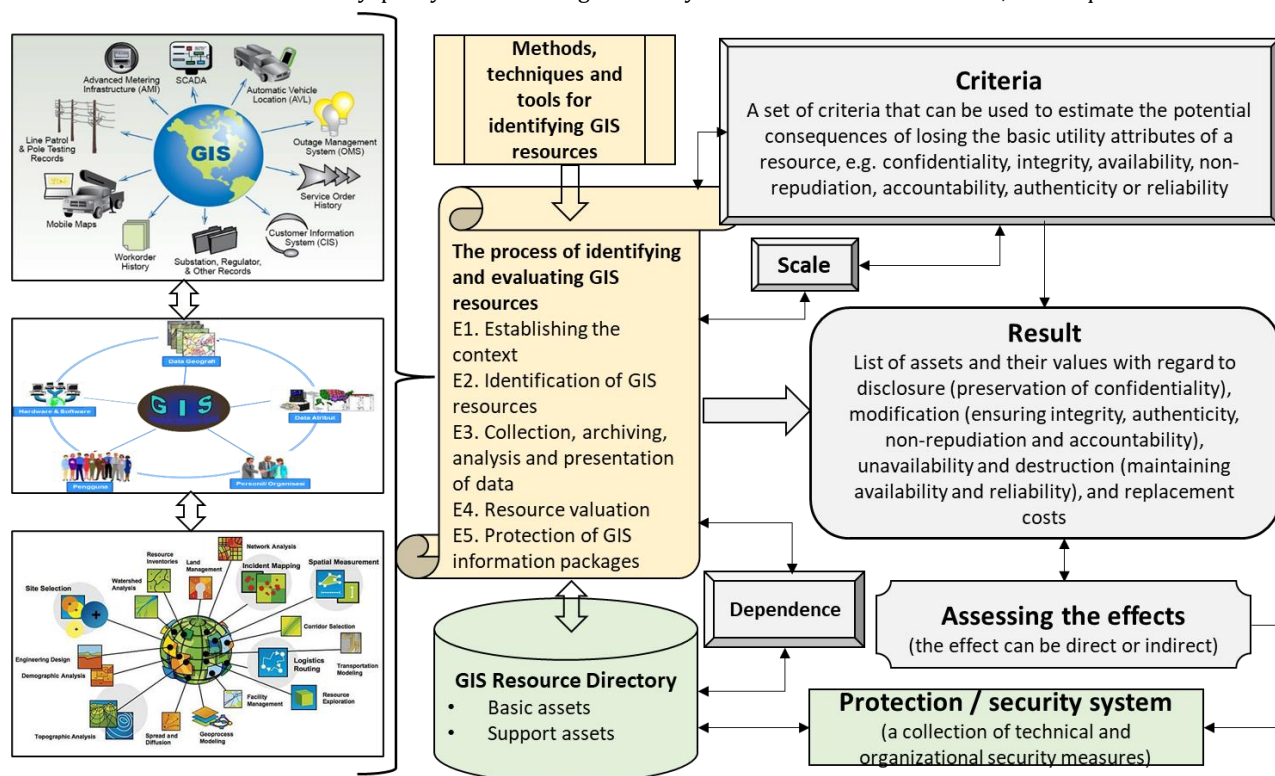 Advanced Metering
Infrastructure (AMI)
SCADA
Automatic Vehicle
Location (AVL)
Line Patrol
& Pole Testing
Records
GIS
Outage Management
System (OMS)
Service Order
History
Mobile Maps
Customer Information
System (CIS)
Workorder
History
Substation, Regulator,
& Other Records
Data Geografi
Hardware & Software
GIS
Data Atribut
Pengguna
Personil Organisasi
Network Analysis
Resource
Inventories
Land
Management
Incident Mapping
Spatial Measurement
Watershed
Analysis
Site Selection
Corridor Selection
Engineering Design
Demographic Analysis
Logistics
Routing
Transportation
Modeling
Facility
Management
Resource
Exploration
Topographic Analysis
Spread and
Diffusion
Geoprocess
Modeling
Methods,
techniques and
tools for
identifying GIS
resources
The process of identifying
and evaluating GIS
resources
E1. Establishing the
context
E2. Identification of GIS
resources
E3. Collection, archiving,
analysis and presentation
of data
E4. Resource valuation
E5. Protection of GIS
information packages
GIS Resource Directory
• Basic assets
• Support assets
Criteria
A set of criteria that can be used to estimate the potential
consequences of losing the basic utility attributes of a
resource, e.g. confidentiality, integrity, availability, non-
repudiation, accountability, authenticity or reliability
Scale
Result
List of assets and their values with regard to
disclosure (preservation of confidentiality),
modification (ensuring integrity, authenticity,
non-repudiation and accountability),
unavailability and destruction (maintaining
availability and reliability), and replacement
costs
Dependence
Assessing the effects
(the effect can be direct or indirect)
Protection / security system
(a collection of technical and
organizational security measures)